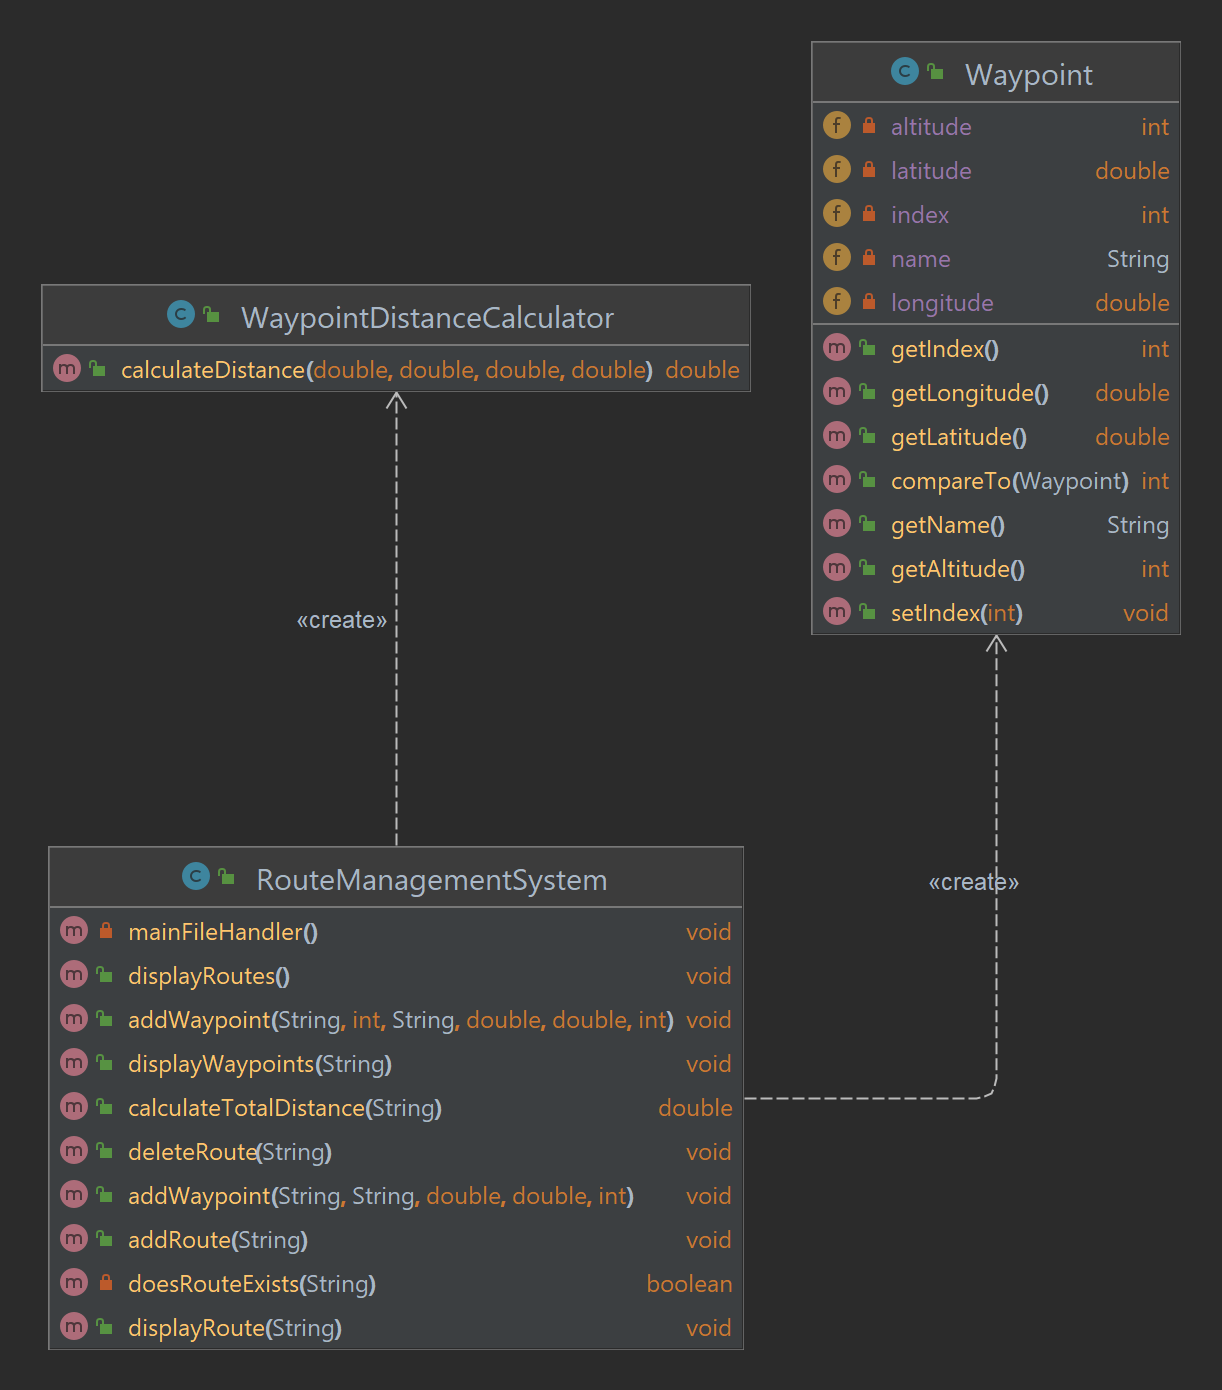 Waypoint
altitude int
latitude double
index int
name String
longitude double
getIndex() int
getLongitude() double
getLatitude() double
compareTo(Waypoint) int
getName() String
getAltitude() int
setIndex(int) void
WaypointDistanceCalculator
calculateDistance(double, double, double, double) double
«create»
«create»
RouteManagementSystem
mainFileHandler() void
displayRoutes() void
addWaypoint(String, int, String, double, double, int) void
displayWaypoints(String) void
calculateTotalDistance(String) double
deleteRoute(String) void
addWaypoint(String, String, double, double, int) void
addRoute(String) void
doesRouteExists(String) boolean
displayRoute(String) void